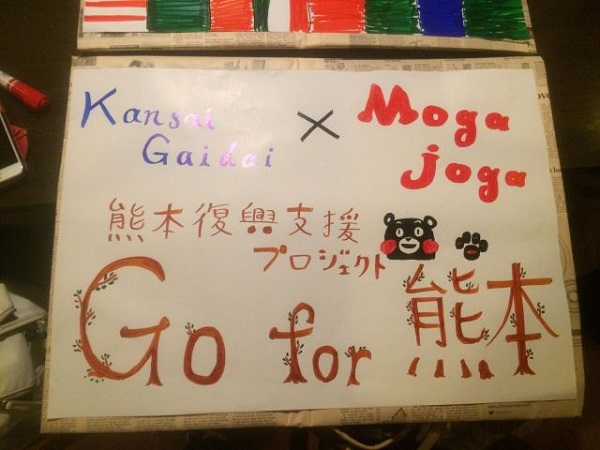 Kansai
Gaidai
×
Moga
joga
熊本復興支援
プロジェクト
Go for 熊本